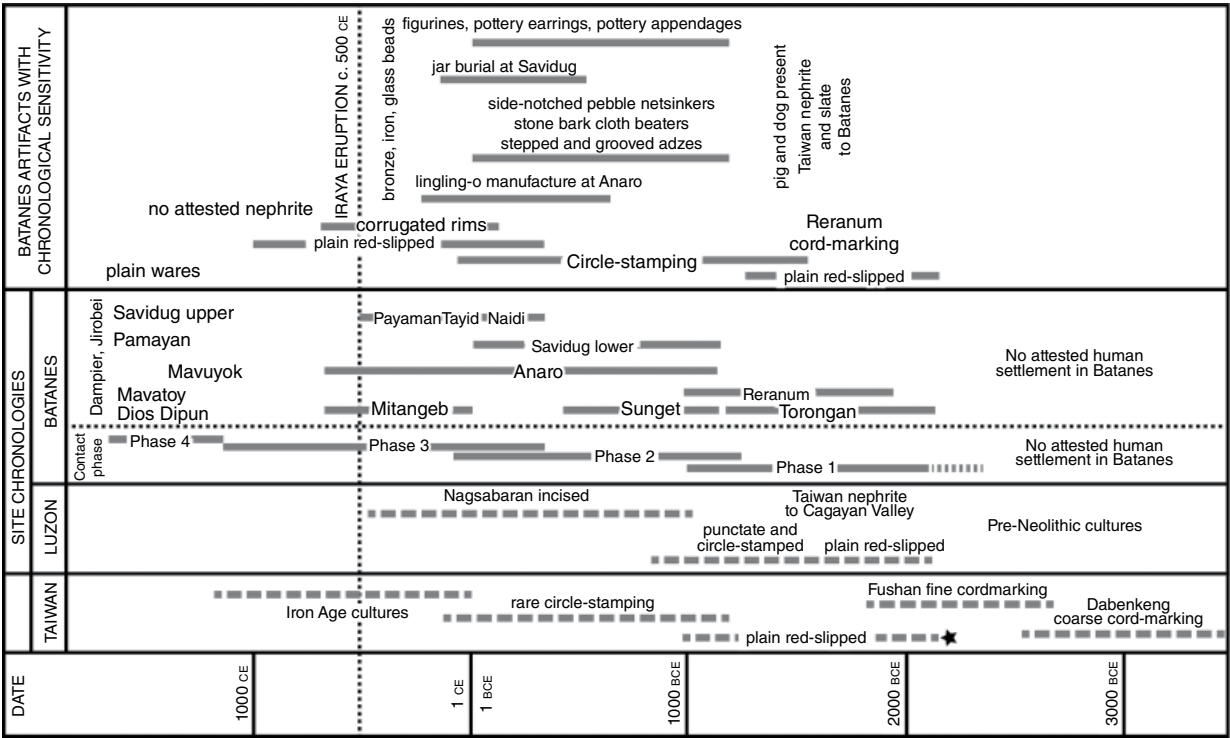 BATANES ARTIFACTS WITH
CHRONOLOGICAL SENSITIVITY
IRAYA ERUPTION c. 500 CE
bronze, iron, glass beads
figurines, pottery earrings, pottery appendages
jar burial at Savidug
side-notched pebble netsinkers
stone bark cloth beaters
stepped and grooved adzes
pig and dog present
Taiwan nephrite
and slate
to Batanes
lingling-o manufacture at Anaro
no attested nephrite
corrugated rims
Reranum
cord-marking
plain red-slipped
Circle-stamping
plain wares
plain red-slipped
SITE CHRONOLOGIES
BATANES
Dampier, Jirobei
Savidug upper
Payaman Tayid Naidi
Pamayan
Savidug lower
No attested human
settlement in Batanes
Mavuyok
Anaro
Mavatoy
Reranum
Dios Dipun
Mitangeb
Sunget
Torongan
Contact
phase
Phase 4
Phase 3
Phase 2
Phase 1
No attested human
settlement in Batanes
LUZON
Nagsabaran incised
Taiwan nephrite
to Cagayan Valley
Pre-Neolithic cultures
punctate and
circle-stamped
plain red-slipped
TAIWAN
Iron Age cultures
rare circle-stamping
Fushan fine cordmarking
Dabenkeng
coarse cord-marking
plain red-slipped
DATE
1000 CE
1 CE
1 BCE
1000 BCE
2000 BCE
3000 BCE